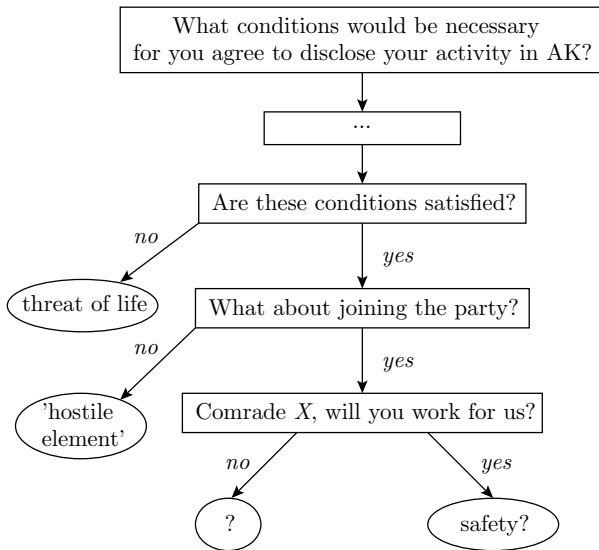 What conditions would be necessary
for you agree to disclose your activity in AK?
...
Are these conditions satisfied?
no
yes
threat of life
What about joining the party?
no
yes
'hostile
element'
Comrade X, will you work for us?
no
yes
?
safety?